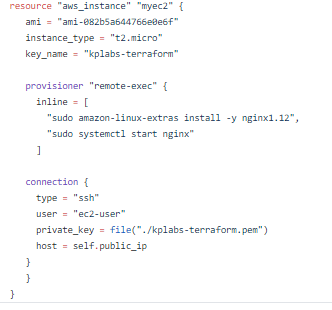 resource "aws_instance" "myec2" {
ami = "ami-082b5a644766e0e6f"
instance_type = "t2.micro"
key_name = "kplabs-terraform"
provisioner "remote-exec" {
inline = [
"sudo amazon-linux-extras install -y nginx1.12",
"sudo systemctl start nginx"
]
connection {
type = "ssh"
user = "ec2-user"
private_key = file("./kplabs-terraform.pem")
host = self.public_ip
}
}
}